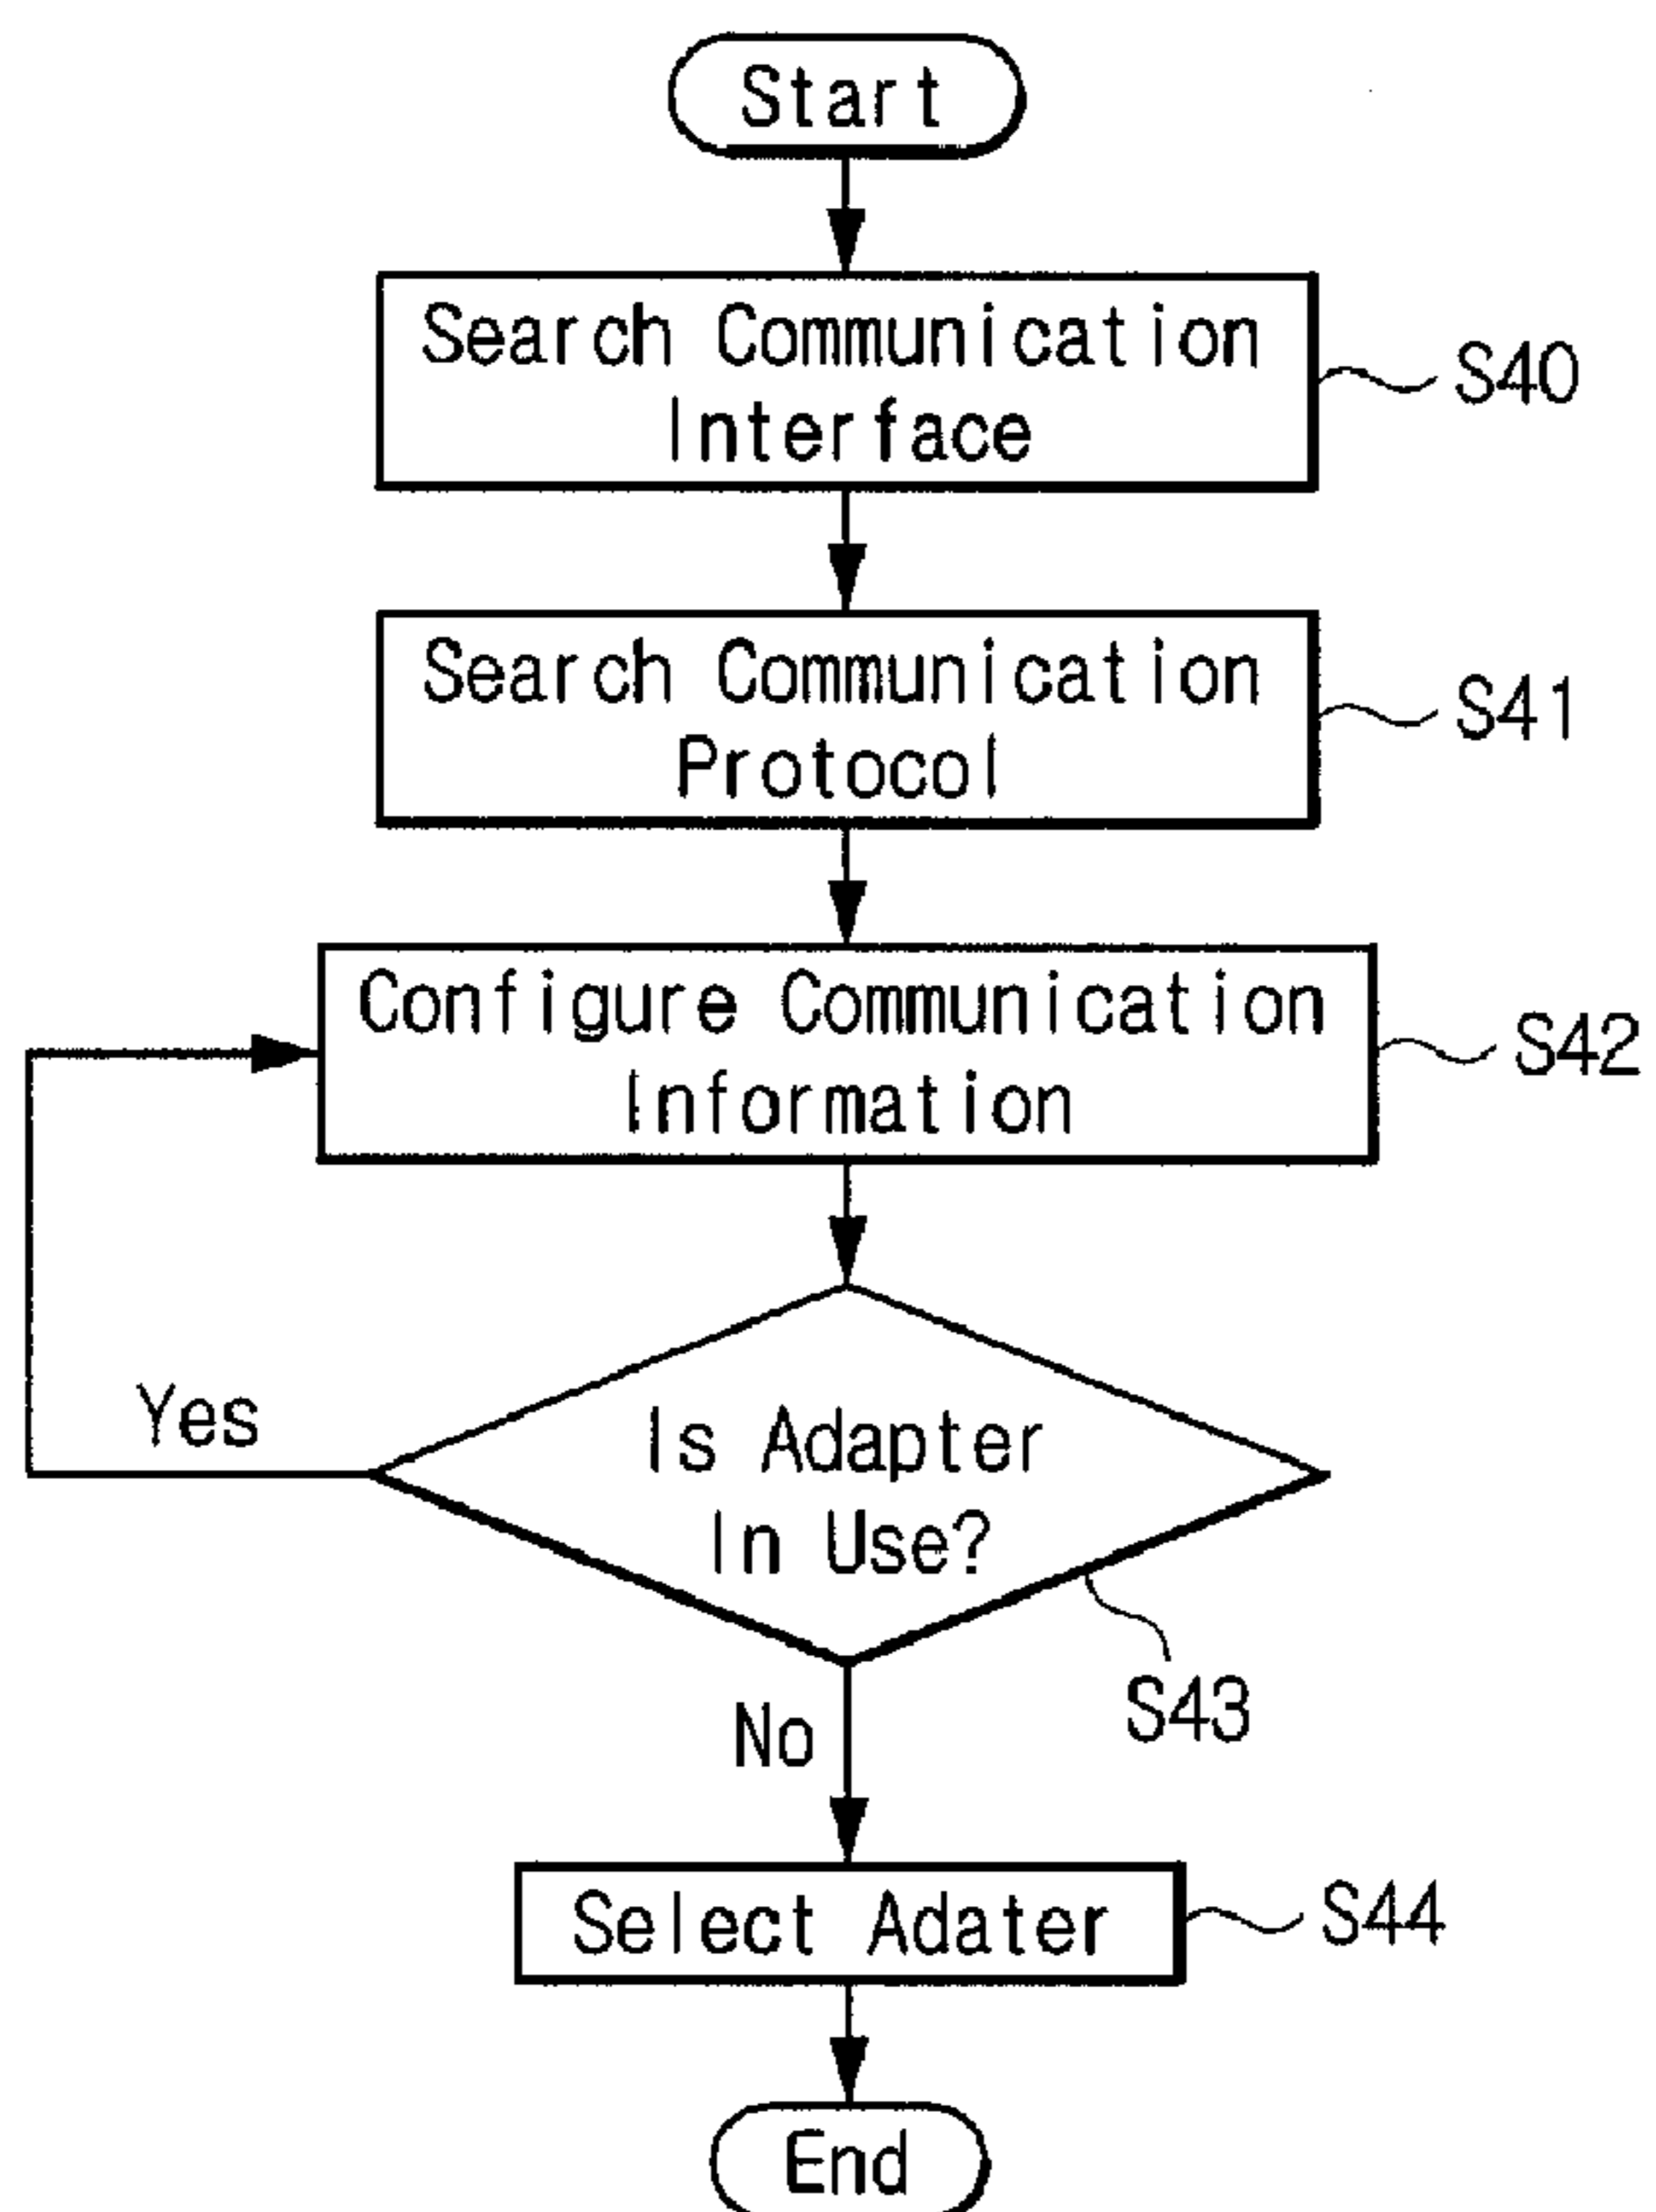 Start
Search Communication
Interface
S40
Search Communication
Protocol
S41
Configure Communication
Information
S42
Yes
Is Adapter
In Use?
S43
No
Select Adater
S44
End